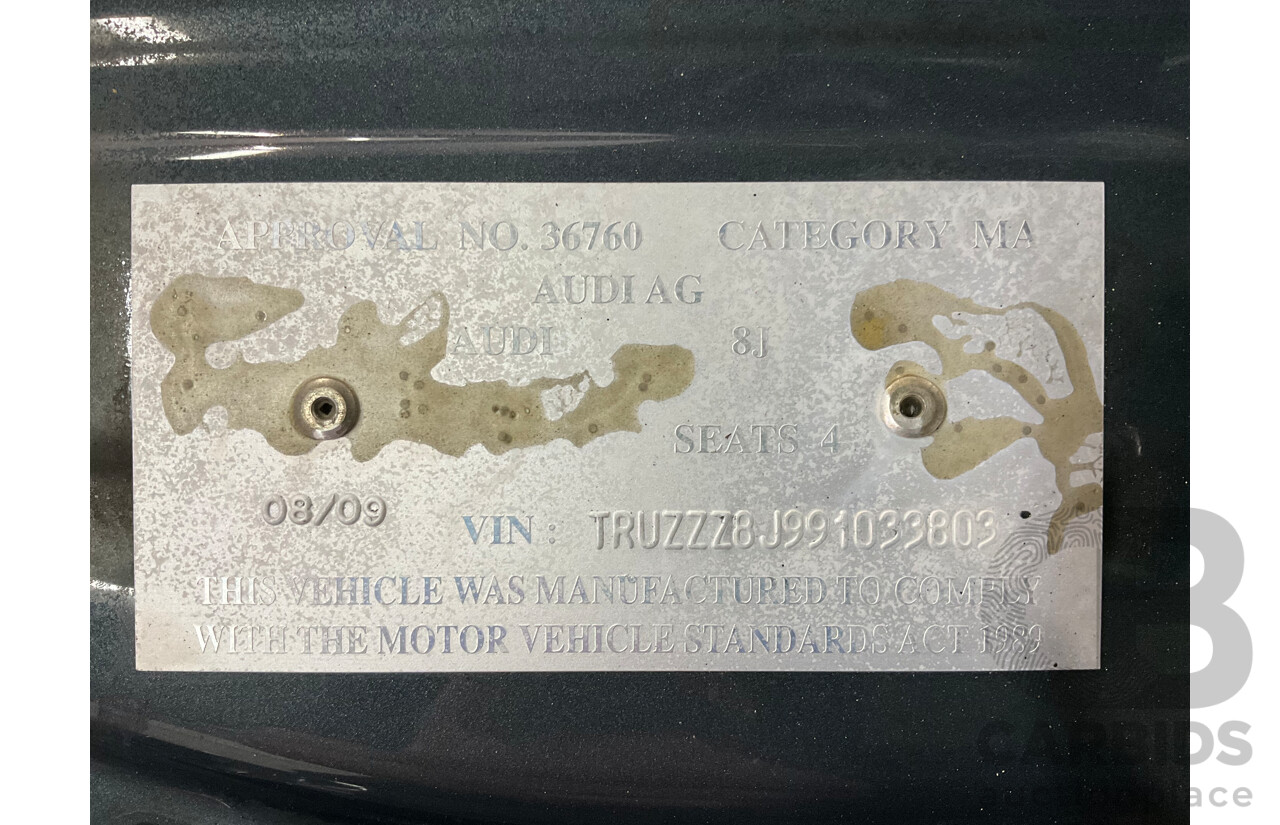 APPROVAL NO. 36760 CATEGORY MA
AUDI AG
AUDI 8J
SEATS 4
08/09 VIN : TRUZZZ8J991033803
THIS VEHICLE WAS MANUFACTURED TO COMPLY
WITH THE MOTOR VEHICLE STANDARDS ACT 1989
CARBIDS